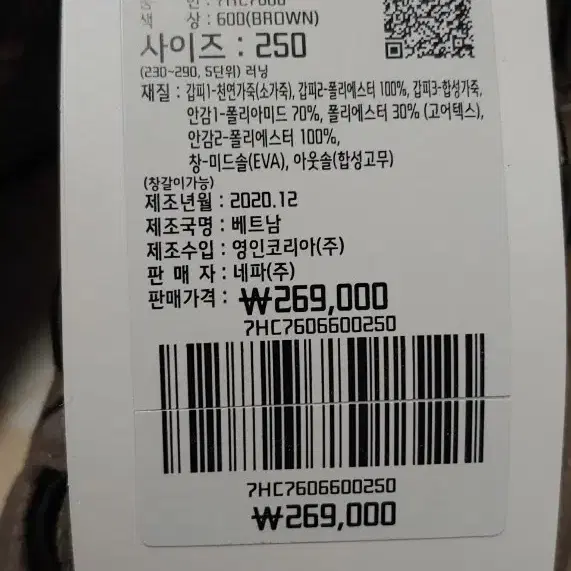 색 상 : 600(BROWN)
사이즈 : 250
(230~290, 5단위) 러닝
재질 : 갑피1-천연가죽(소가죽), 갑피2-폴리에스터 100%, 갑피3-합성가죽,
안감1-폴리아미드 70%, 폴리에스터 30% (고어텍스),
안감2-폴리에스터 100%,
창-미드솔(EVA), 아웃솔(합성고무)
(창갈이가능)
제조년월 : 2020.12
제조국명 : 베트남
제조수입 : 영인코리아(주)
판 매 자 : 네파(주)
판매가격 : ₩269,000
7HC7606600250
7HC7606600250
₩269,000